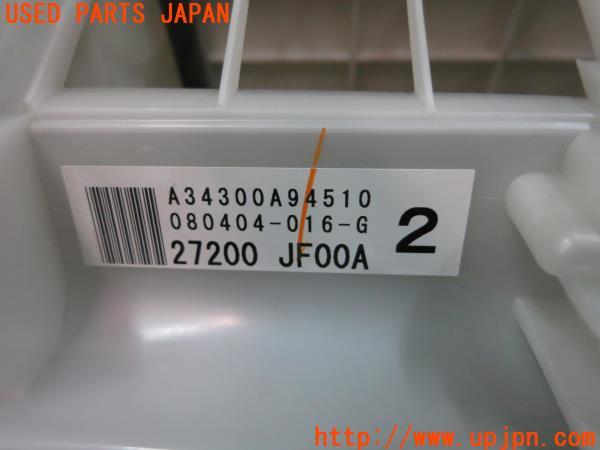 USED PARTS JAPAN
A34300A94510
080404-016-G
27200 JF00A
2
http://www.upjpn.com